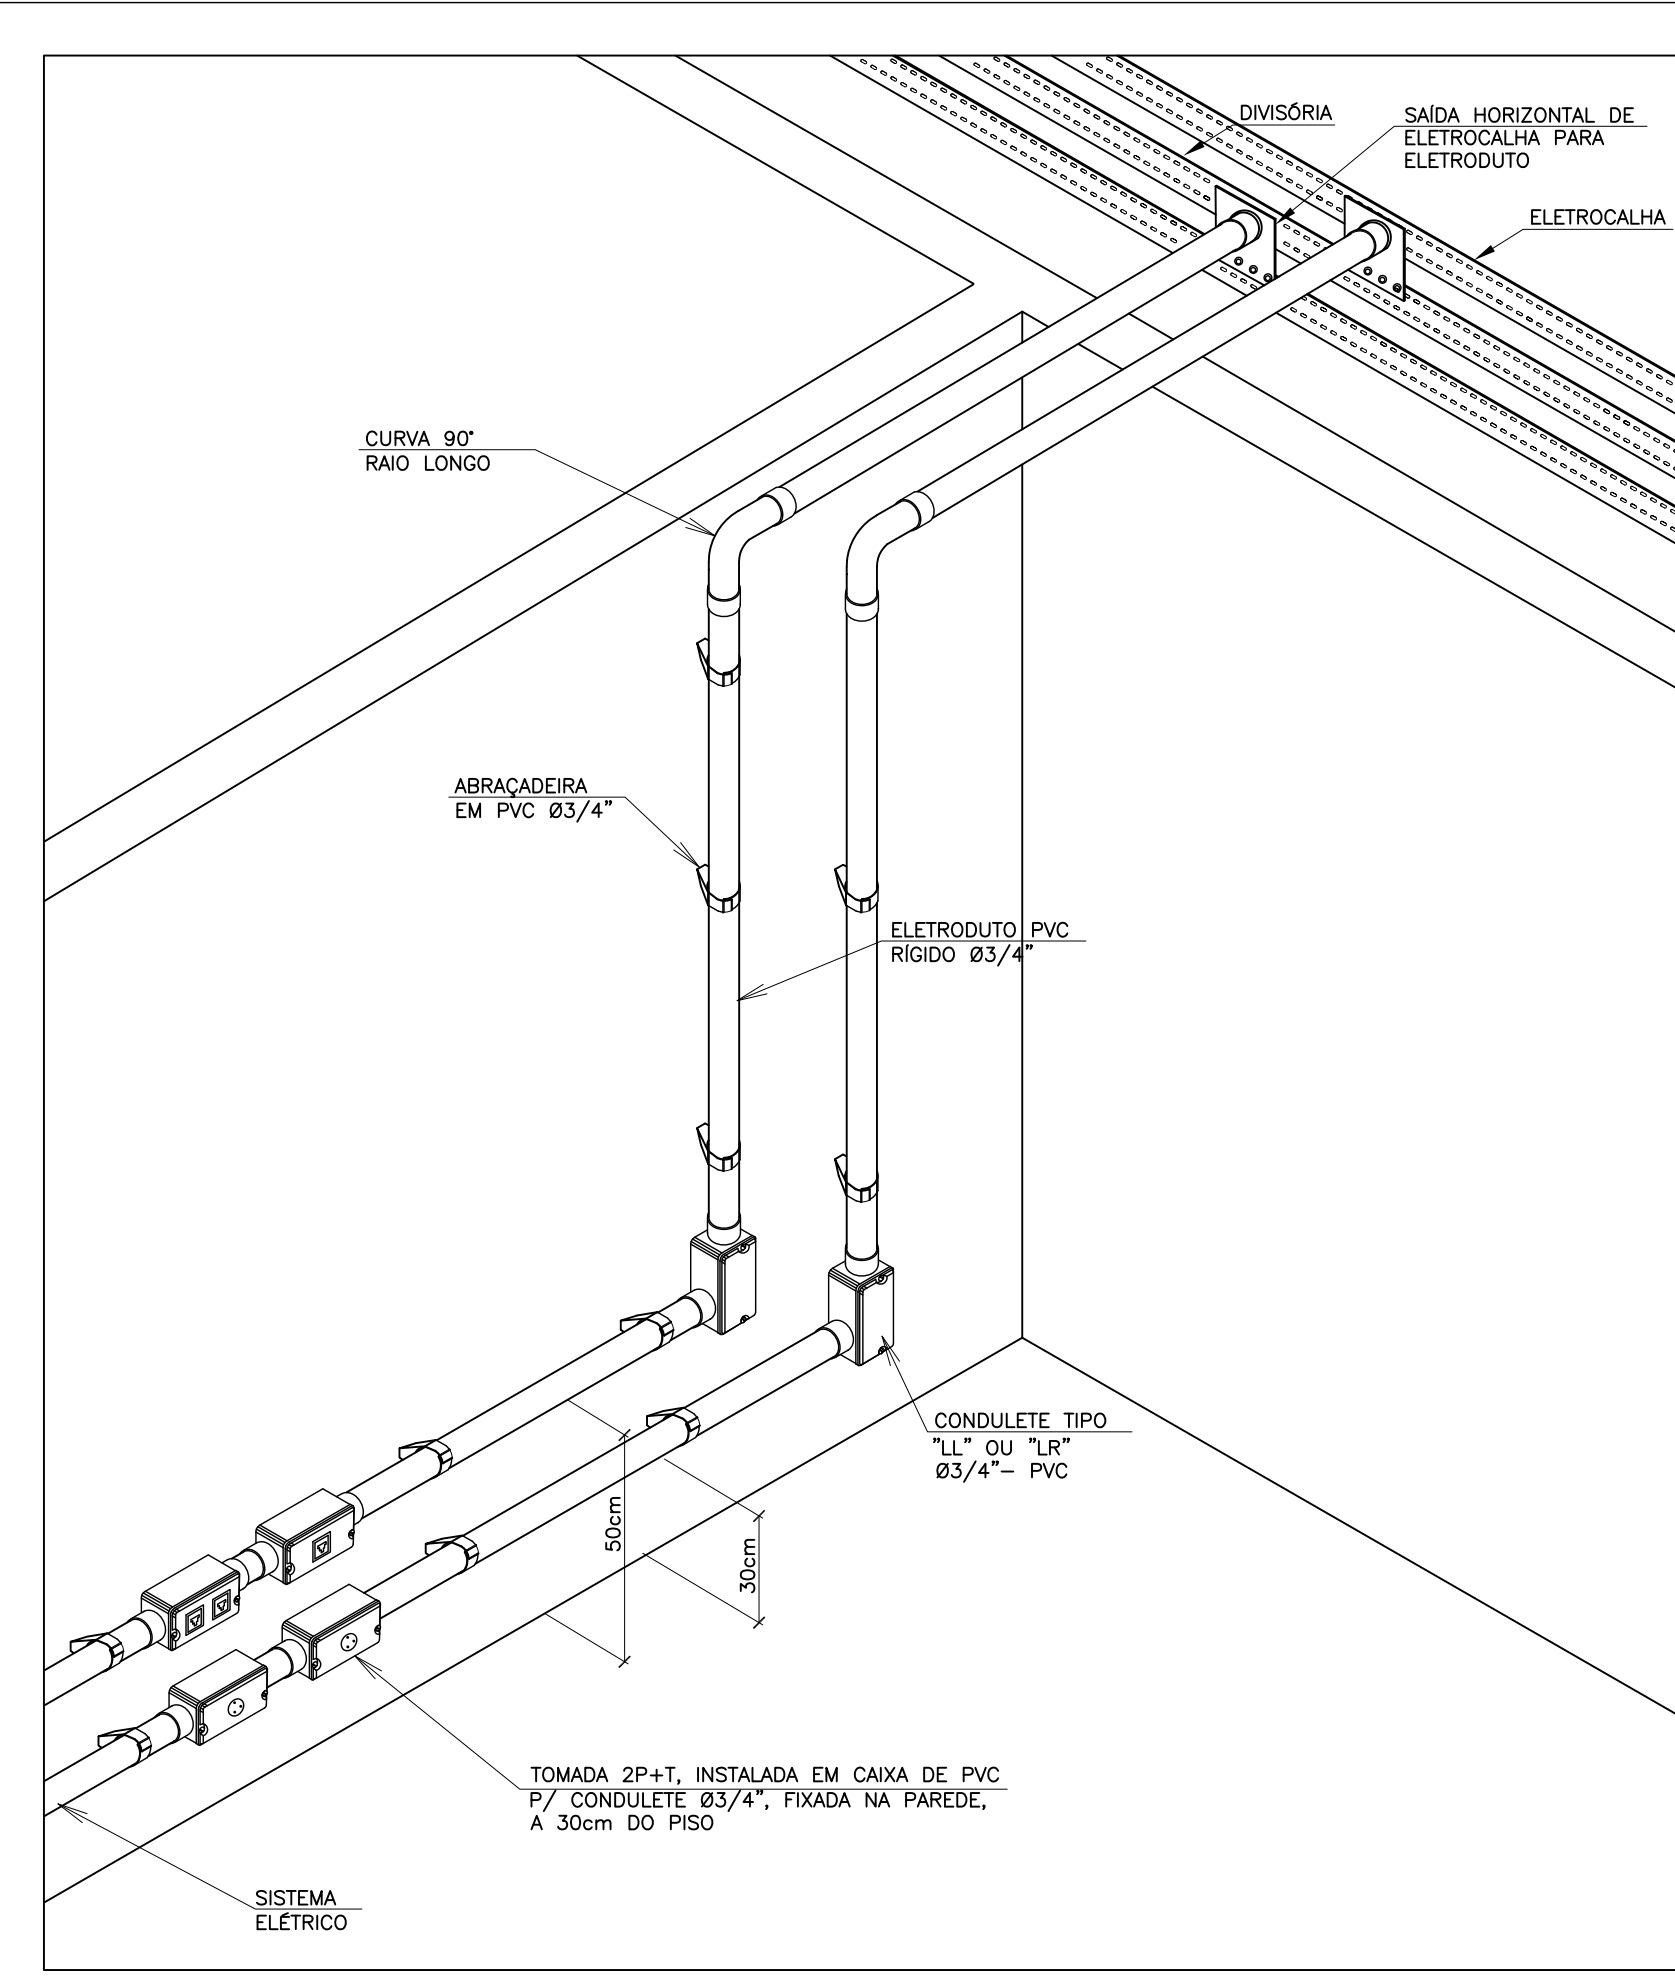 DIVISÓRIA
SAÍDA HORIZONTAL DE
ELETROCALHA PARA
ELETRODUTO
ELETROCALHA
CURVA 90°
RAIO LONGO
ABRAÇADEIRA
EM PVC Ø3/4"
ELETRODUTO PVC
RÍGIDO Ø3/4"
CONDULETE TIPO
"LL" OU "LR"
Ø3/4"- PVC
50cm
30cm
TOMADA 2P+T, INSTALADA EM CAIXA DE PVC
P/ CONDULETE Ø3/4", FIXADA NA PAREDE,
A 30cm DO PISO
SISTEMA
ELÉTRICO